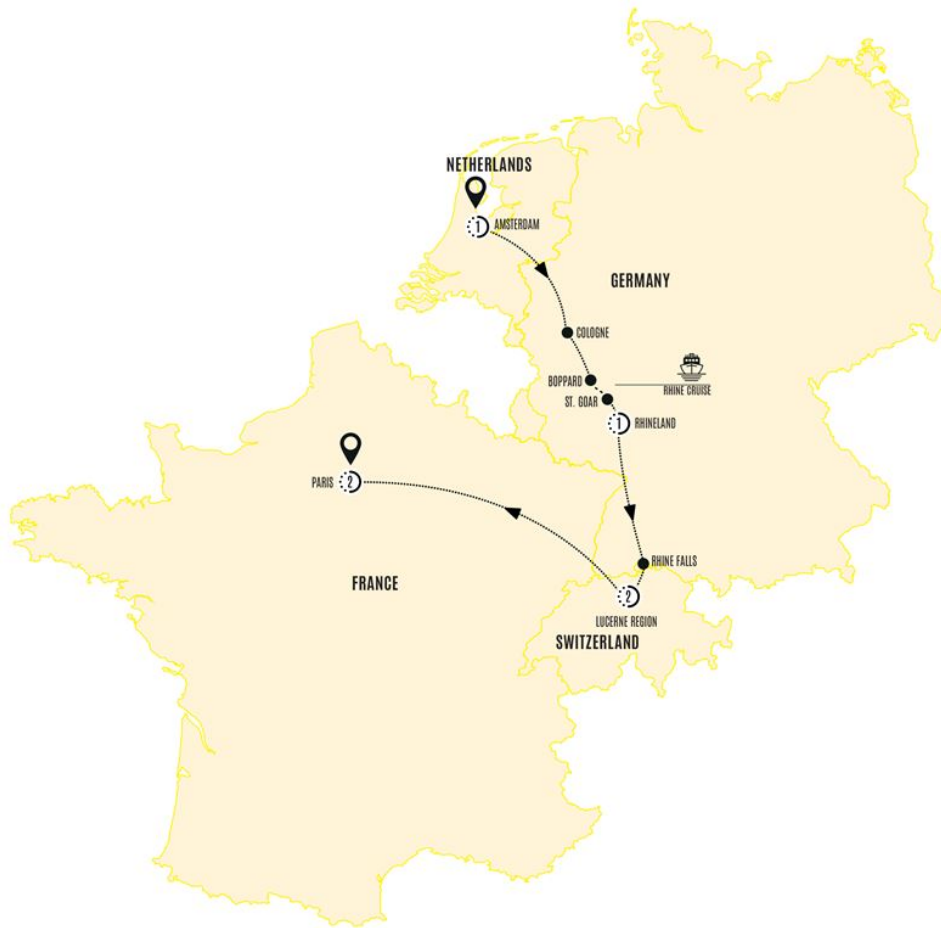 NETHERLANDS
1
AMSTERDAM
GERMANY
COLOGNE
BOPPARD
RHINE CRUISE
ST. GOAR
1
RHINELAND
PARIS
2
RHINE FALLS
FRANCE
2
LUCERNE REGION
SWITZERLAND